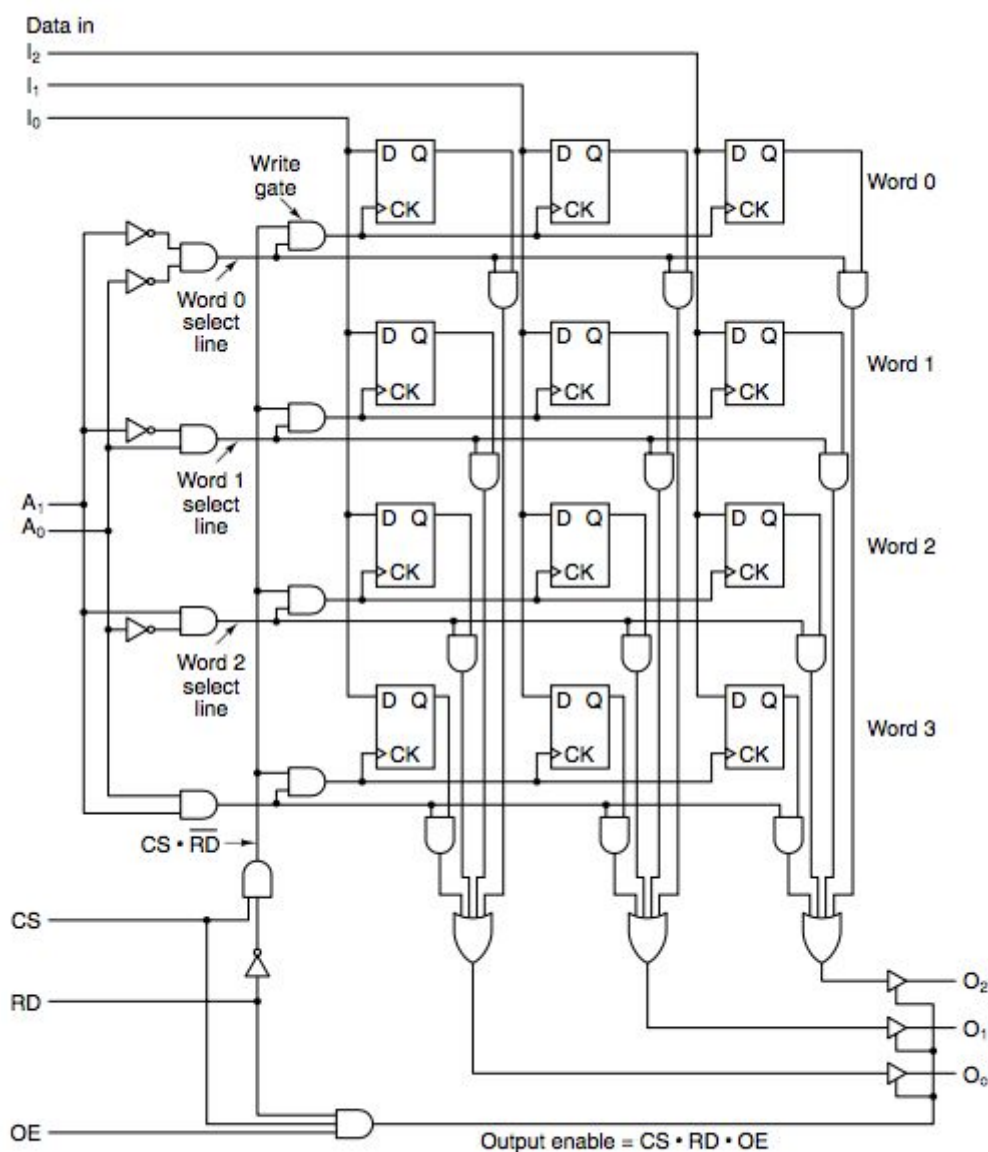 Data in
I₂
I₁
I₀
Write
gate
D Q
CK
D Q
CK
D Q
CK
Word 0
Word 0
select
line
D Q
CK
D Q
CK
D Q
CK
Word 1
Word 1
select
line
A₁
A₀
D Q
CK
D Q
CK
D Q
CK
Word 2
Word 2
select
line
D Q
CK
D Q
CK
D Q
CK
Word 3
CS • R̅D̅
CS
RD
OE
O₂
O₁
O₀
Output enable = CS • RD • OE